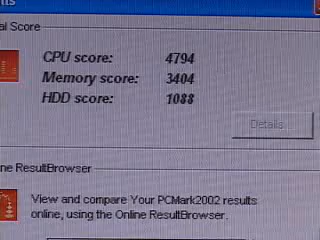 al Score
CPU score: 4794
Memory score: 3404
HDD score: 1088
Details...
ne ResultBrowser
View and compare Your PCMark2002 results
online, using the Online ResultBrowser.